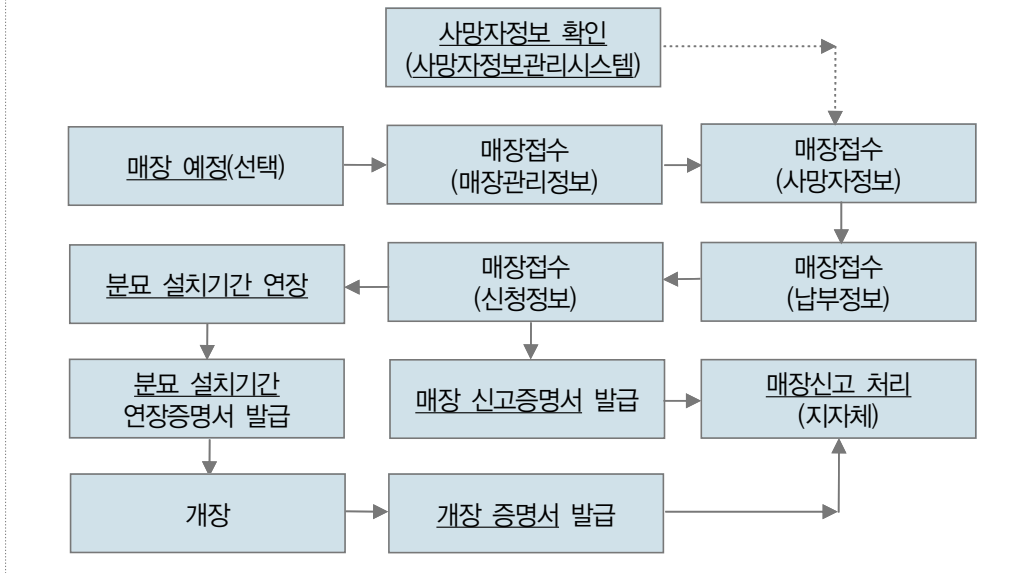 사망자정보 확인
(사망자정보관리시스템)
매장 예정(선택)
매장접수
(매장관리정보)
매장접수
(사망자정보)
분묘 설치기간 연장
매장접수
(신청정보)
매장접수
(납부정보)
분묘 설치기간
연장증명서 발급
매장 신고증명서 발급
매장신고 처리
(지자체)
개장
개장 증명서 발급